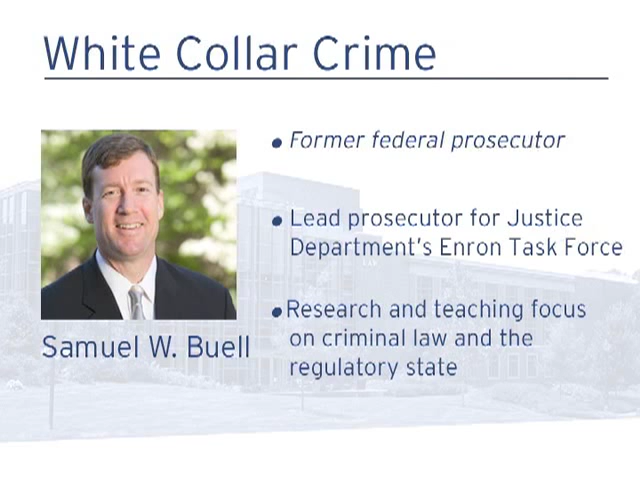 White Collar Crime
• Former federal prosecutor
• Lead prosecutor for Justice
Department's Enron Task Force
• Research and teaching focus
on criminal law and the
regulatory state
Samuel W. Buell